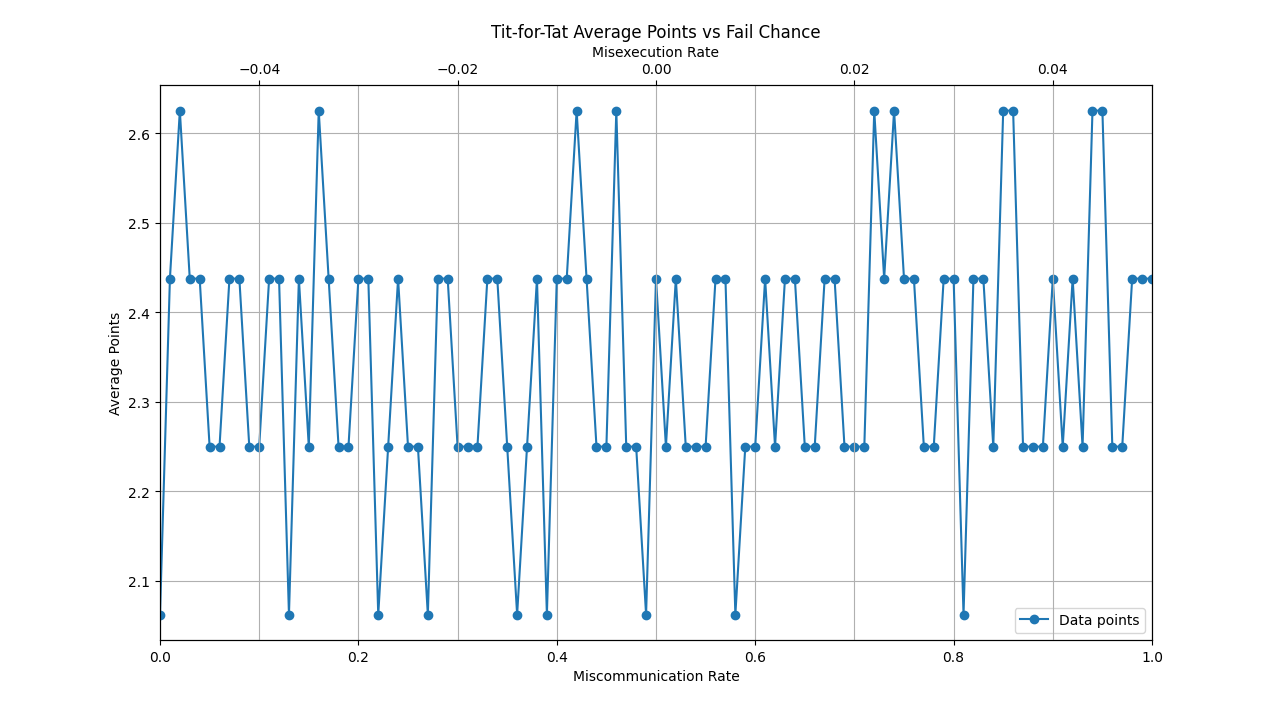 Tit-for-Tat Average Points vs Fail Chance
Misexecution Rate
−0.04 −0.02 0.00 0.02 0.04
2.6
2.5
2.4
2.3
2.2
2.1
Average Points
Data points
0.0 0.2 0.4 0.6 0.8 1.0
Miscommunication Rate